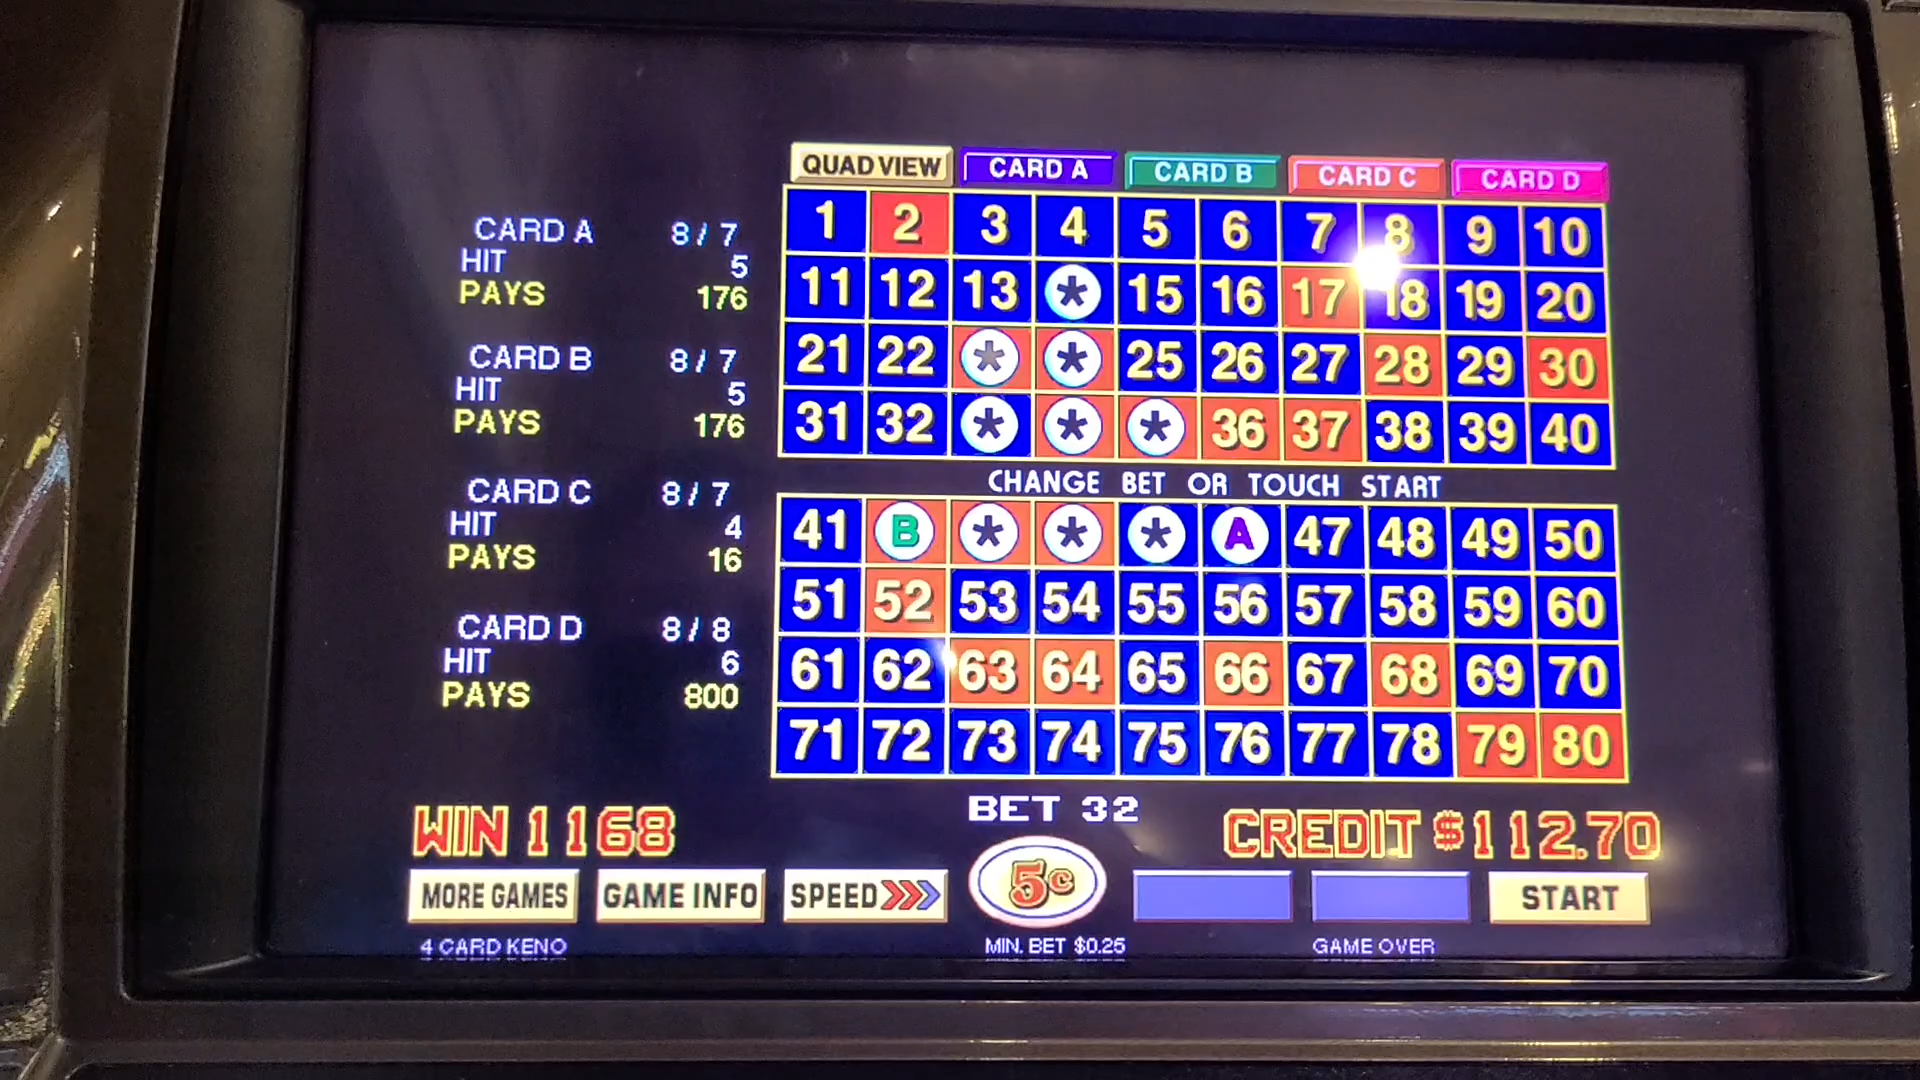 QUAD VIEW CARD A CARD B CARD C CARD D
CARD A 8/7
HIT 5
PAYS 176
CARD B 8/7
HIT 5
PAYS 176
CARD C 8/7
HIT 4
PAYS 16
CARD D 8/8
HIT 6
PAYS 800
1 2 3 4 5 6 7 8 9 10
11 12 13 * 15 16 17 18 19 20
21 22 * * 25 26 27 28 29 30
31 32 * * * 36 37 38 39 40
CHANGE BET OR TOUCH START
41 B * * * A 47 48 49 50
51 52 53 54 55 56 57 58 59 60
61 62 63 64 65 66 67 68 69 70
71 72 73 74 75 76 77 78 79 80
WIN 1168 BET 32 CREDIT $112.70
MORE GAMES GAME INFO SPEED 5¢ START
4 CARD KENO MIN. BET $0.25 GAME OVER